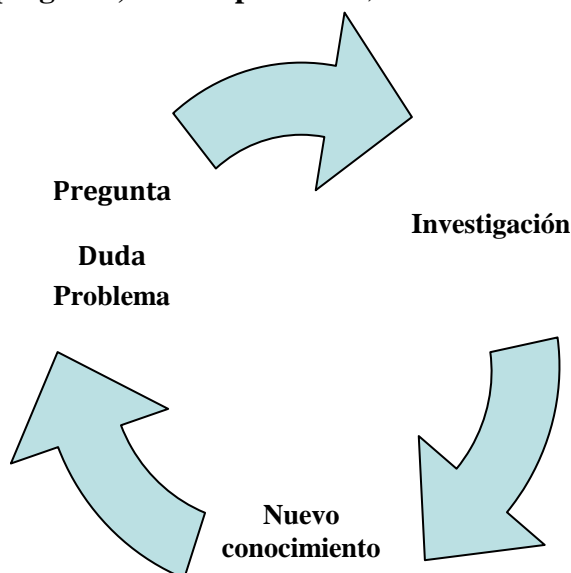 Pregunta
Duda
Problema
Investigación
Nuevo
conocimiento